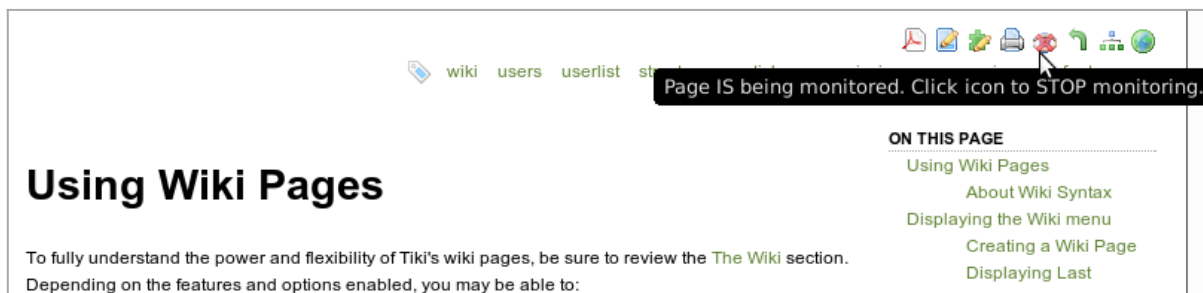 wiki users userlist
Page IS being monitored. Click icon to STOP monitoring.
ON THIS PAGE
Using Wiki Pages
About Wiki Syntax
Displaying the Wiki menu
Creating a Wiki Page
Displaying Last
Using Wiki Pages
To fully understand the power and flexibility of Tiki's wiki pages, be sure to review the The Wiki section.
Depending on the features and options enabled, you may be able to: